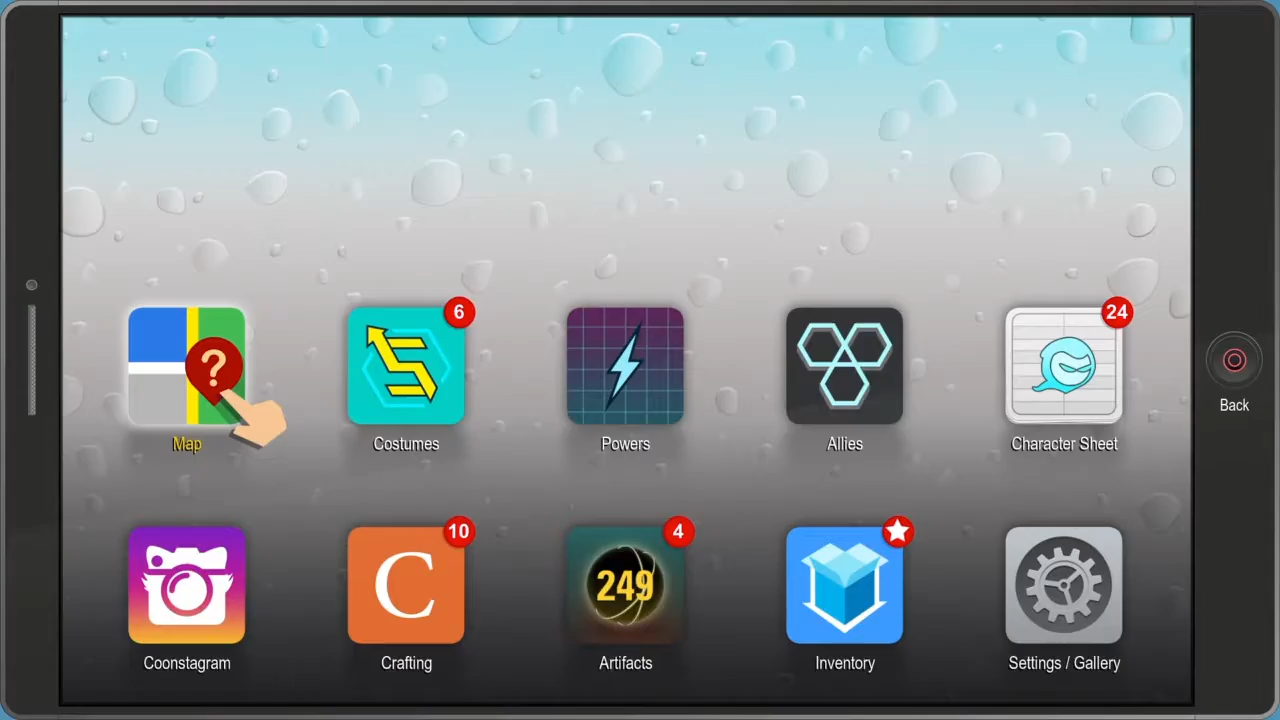 6
24
?
Map
Costumes
Powers
Allies
Character Sheet
10
4
C
249
Coonstagram
Crafting
Artifacts
Inventory
Settings / Gallery
Back